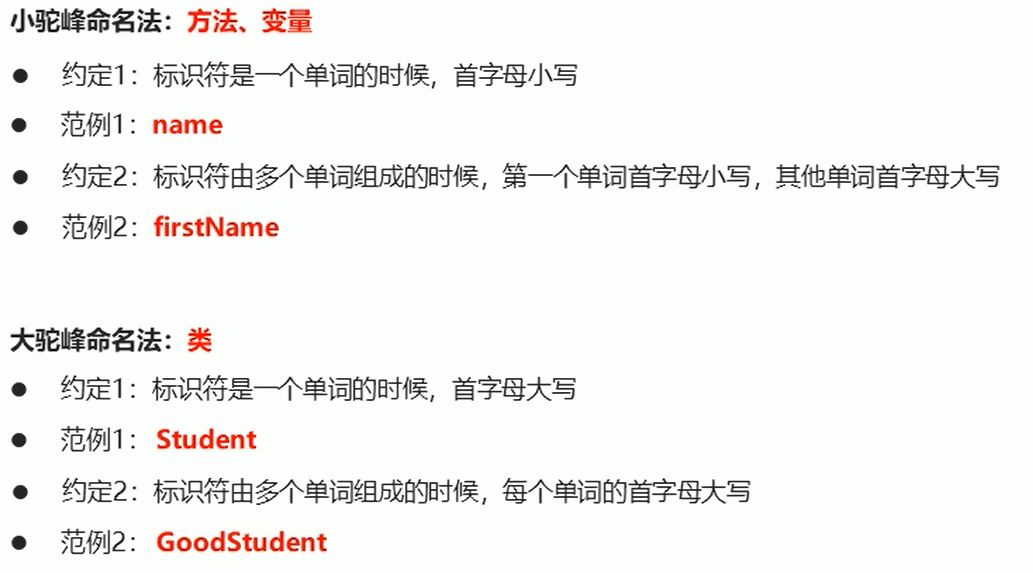 小驼峰命名法：方法、变量
● 约定1：标识符是一个单词的时候，首字母小写
● 范例1：name
● 约定2：标识符由多个单词组成的时候，第一个单词首字母小写，其他单词首字母大写
● 范例2：firstName
大驼峰命名法：类
● 约定1：标识符是一个单词的时候，首字母大写
● 范例1：Student
● 约定2：标识符由多个单词组成的时候，每个单词的首字母大写
● 范例2：GoodStudent